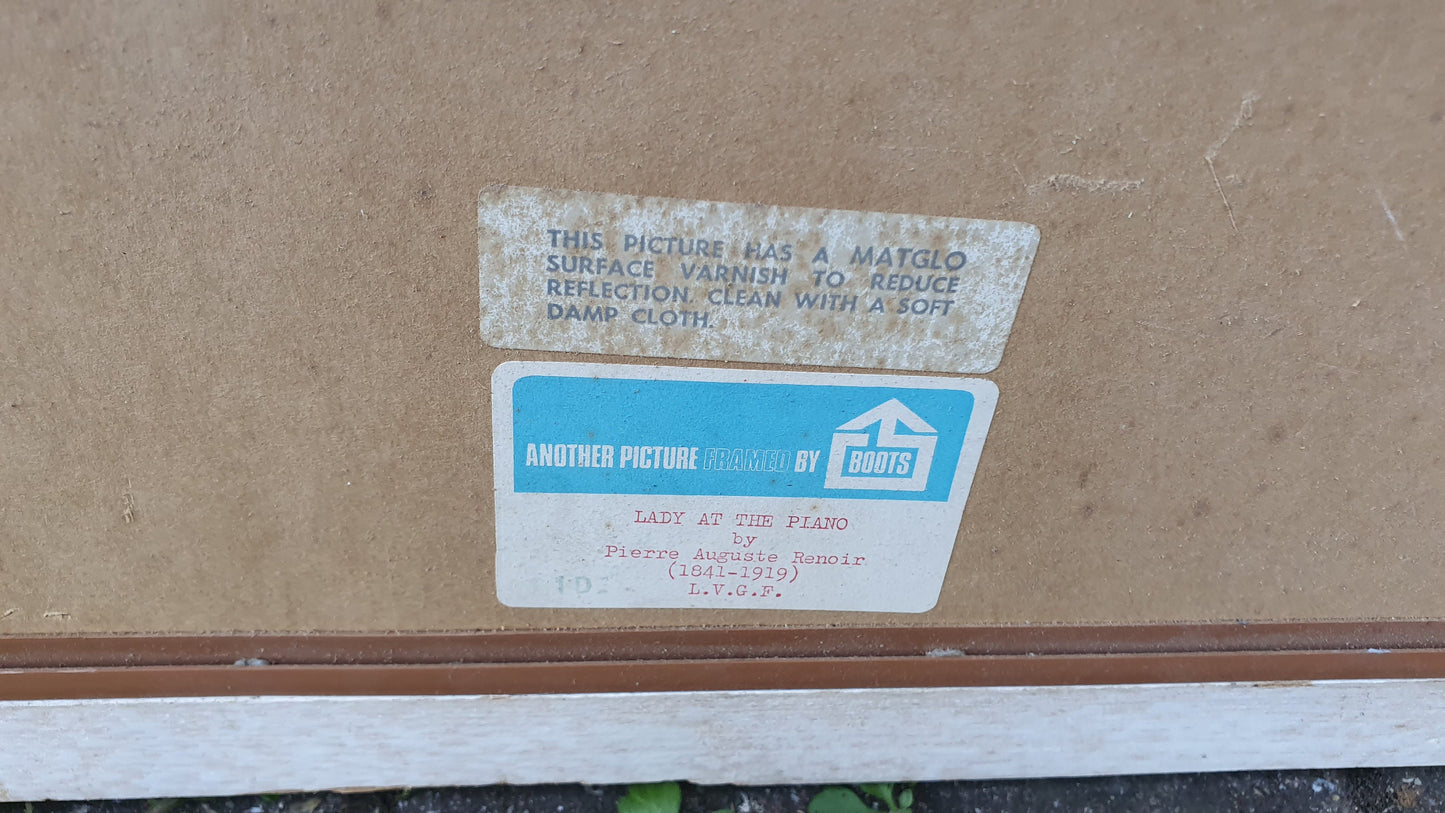 THIS PICTURE HAS A MATGLO
SURFACE VARNISH TO REDUCE
REFLECTION. CLEAN WITH A SOFT
DAMP CLOTH.
ANOTHER PICTURE FRAMED BY BOOTS
LADY AT THE PIANO
by
Pierre Auguste Renoir
(1841-1919)
L.V.G.F.